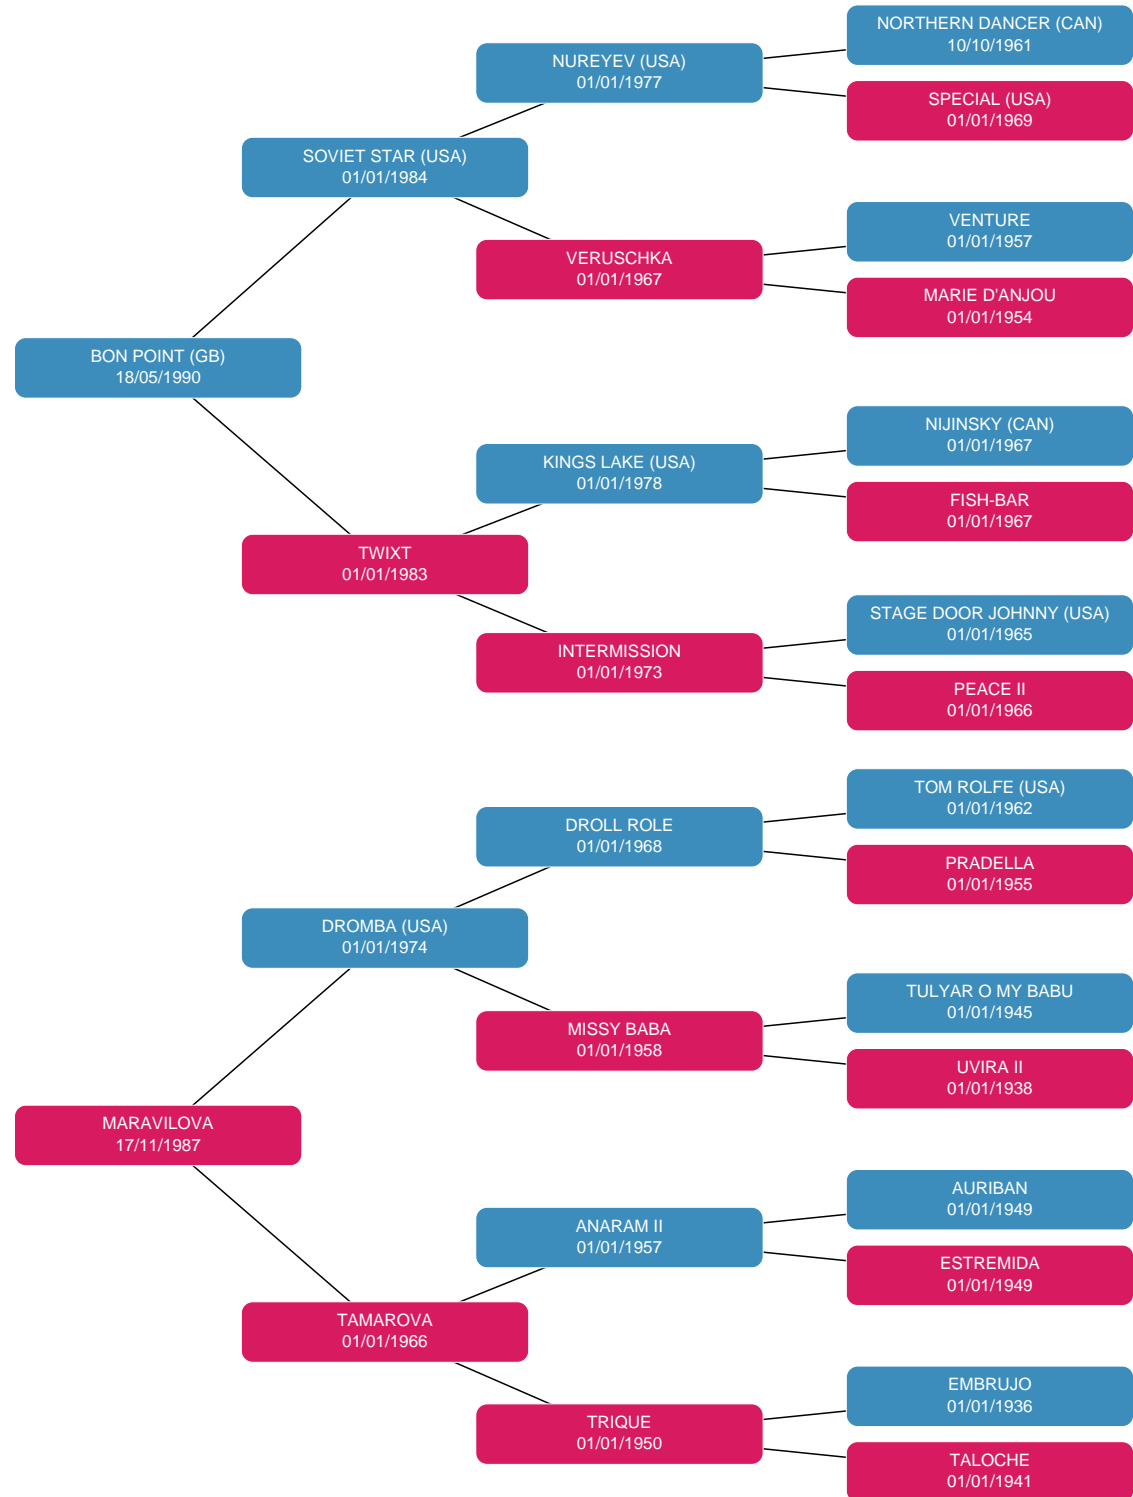 NORTHERN DANCER (CAN)
10/10/1961
NUREYEV (USA)
01/01/1977
SPECIAL (USA)
01/01/1969
SOVIET STAR (USA)
01/01/1984
VENTURE
01/01/1957
VERUSCHKA
01/01/1967
MARIE D'ANJOU
01/01/1954
BON POINT (GB)
18/05/1990
NIJINSKY (CAN)
01/01/1967
KINGS LAKE (USA)
01/01/1978
FISH-BAR
01/01/1967
TWIXT
01/01/1983
STAGE DOOR JOHNNY (USA)
01/01/1965
INTERMISSION
01/01/1973
PEACE II
01/01/1966
TOM ROLFE (USA)
01/01/1962
DROLL ROLE
01/01/1968
PRADELLA
01/01/1955
DROMBA (USA)
01/01/1974
TULYAR O MY BABU
01/01/1945
MISSY BABA
01/01/1958
UVIRA II
01/01/1938
MARAVILOVA
17/11/1987
AURIBAN
01/01/1949
ANARAM II
01/01/1957
ESTREMIDA
01/01/1949
TAMAROVA
01/01/1966
EMBRUJO
01/01/1936
TRIQUE
01/01/1950
TALOCHE
01/01/1941